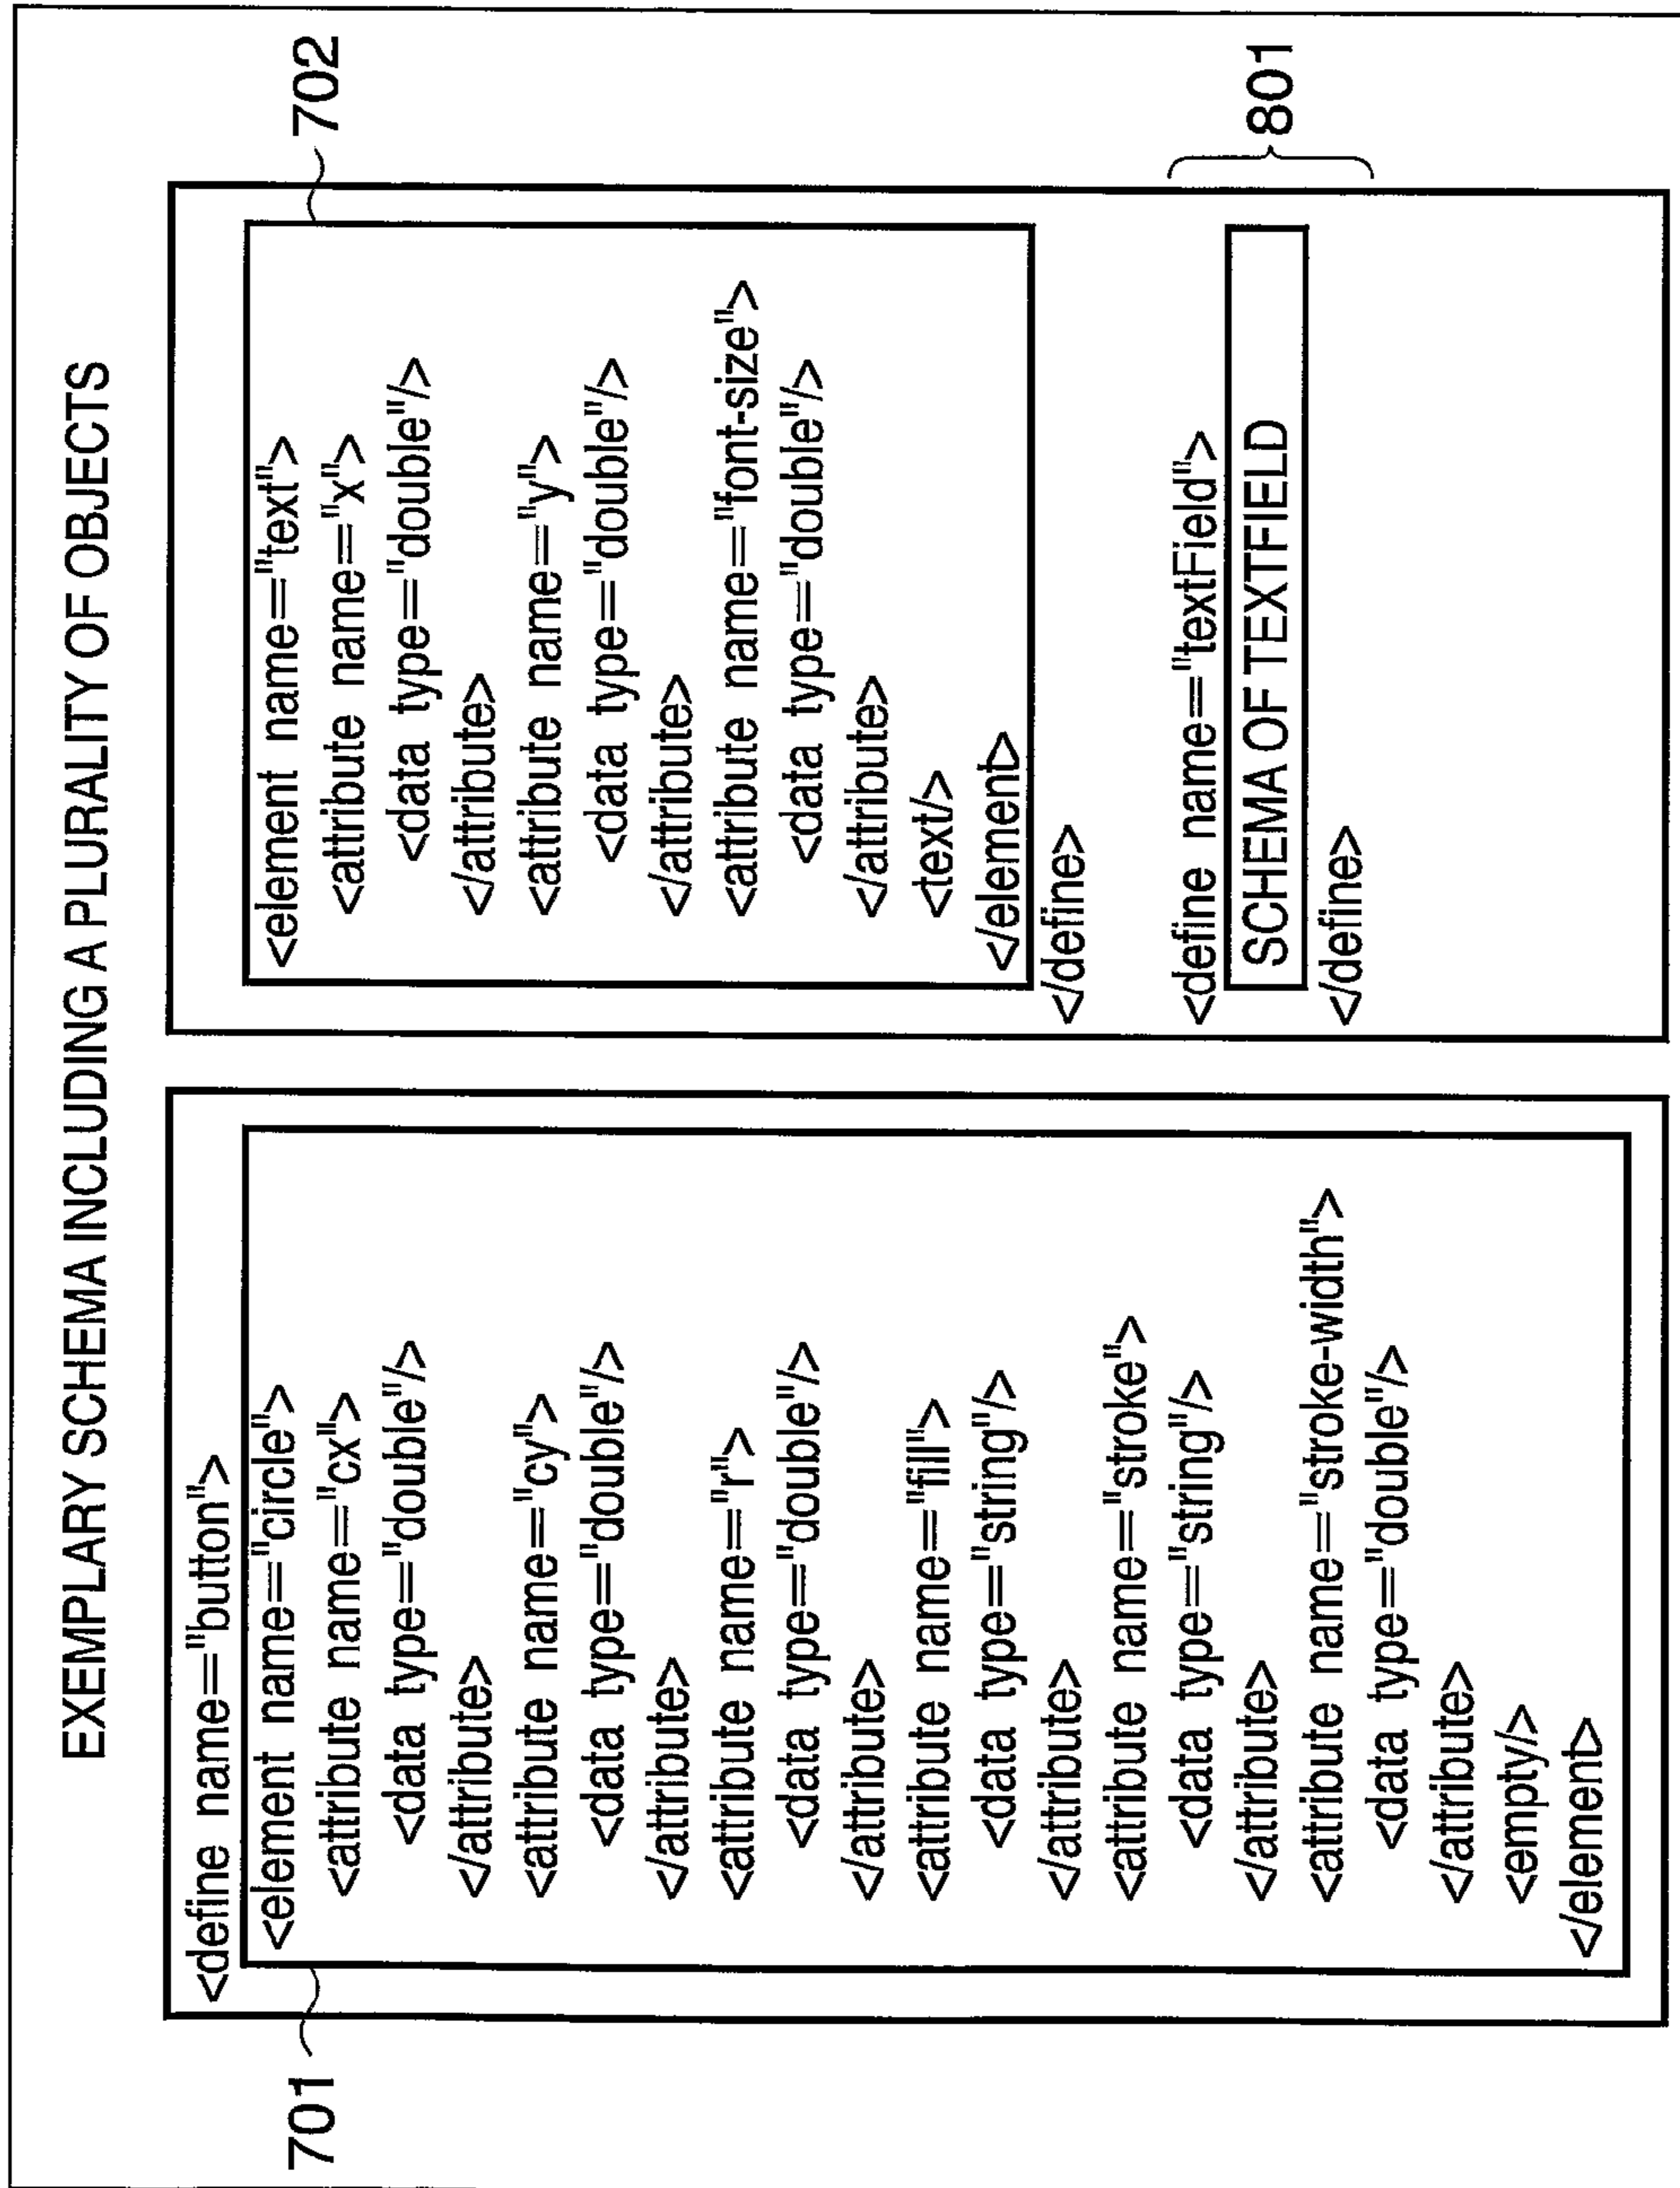 EXEMPLARY SCHEMA INCLUDING A PLURALITY OF OBJECTS
701
<define name="button">
<element name="circle">
<attribute name="cx">
<data type="double"/>
</attribute>
<attribute name="cy">
<data type="double"/>
</attribute>
<attribute name="r">
<data type="double"/>
</attribute>
<attribute name="fill">
<data type="string"/>
</attribute>
<attribute name="stroke">
<data type="string"/>
</attribute>
<attribute name="stroke-width">
<data type="double"/>
</attribute>
<empty/>
</element>
702
<element name="text">
<attribute name="x">
<data type="double"/>
</attribute>
<attribute name="y">
<data type="double"/>
</attribute>
<attribute name="font-size">
<data type="double"/>
</attribute>
<text/>
</element>
</define>
801
<define name="textField">
SCHEMA OF TEXTFIELD
</define>